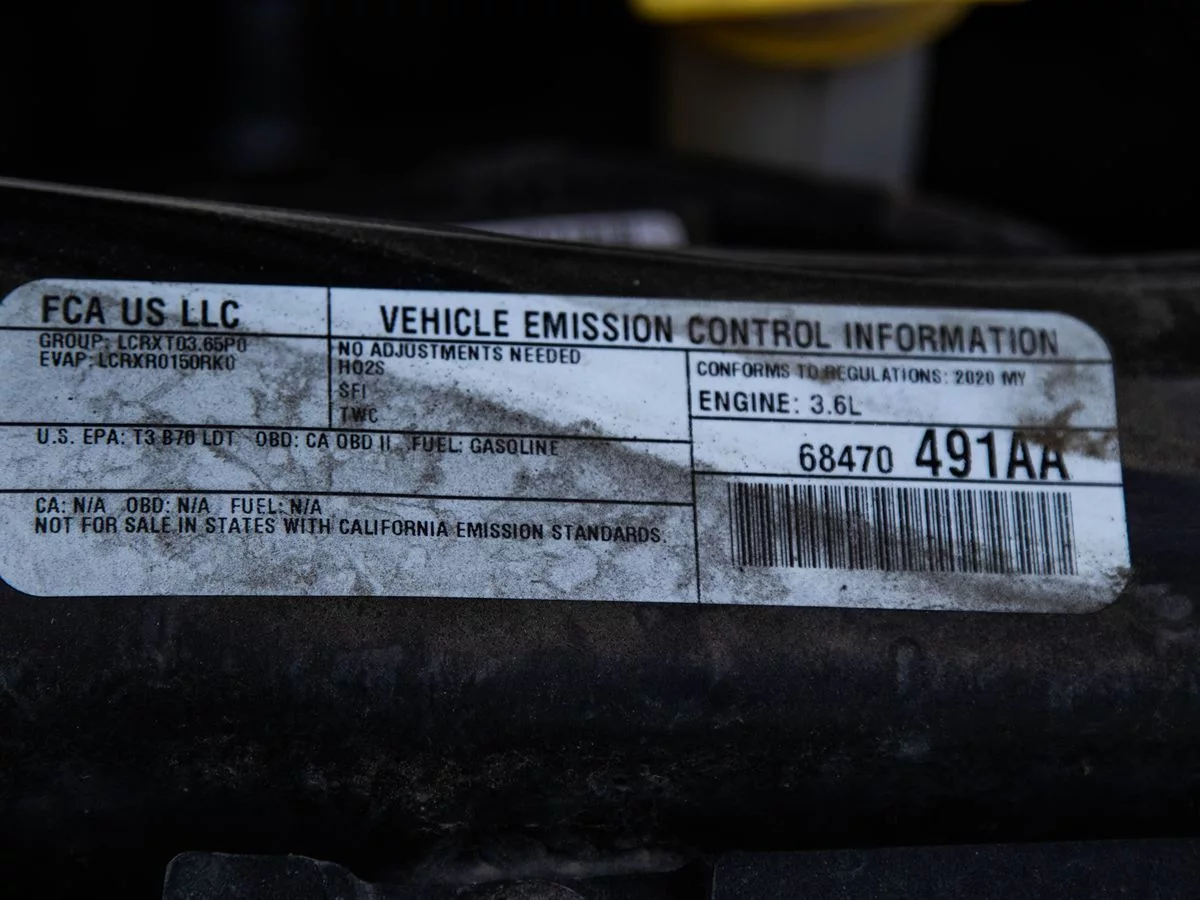 FCA US LLC
VEHICLE EMISSION CONTROL INFORMATION
GROUP: LCRXT03.65P0
EVAP: LCRXR0150RK0
NO ADJUSTMENTS NEEDED
HO2S
SFI
TWC
CONFORMS TO REGULATIONS: 2020 MY
ENGINE: 3.6L
U.S. EPA: T3 B70 LDT OBD: CA OBD II FUEL: GASOLINE
68470 491AA
CA: N/A OBD: N/A FUEL: N/A
NOT FOR SALE IN STATES WITH CALIFORNIA EMISSION STANDARDS.